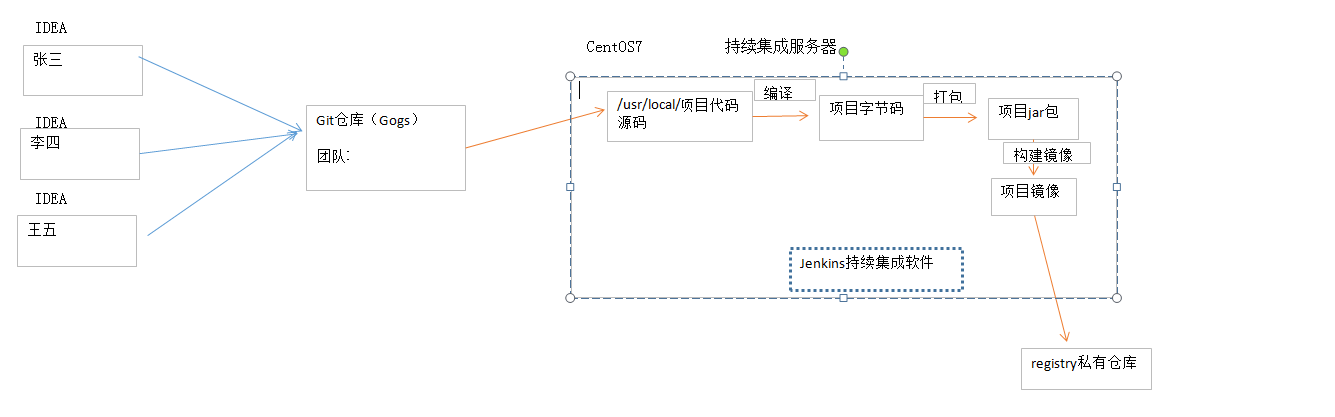 IDEA
张三
IDEA
李四
IDEA
王五
Git仓库（Gogs）
团队:
CentOS7
持续集成服务器
/usr/local/项目代码
源码
编译
项目字节码
打包
项目jar包
构建镜像
项目镜像
Jenkins持续集成软件
registry私有仓库